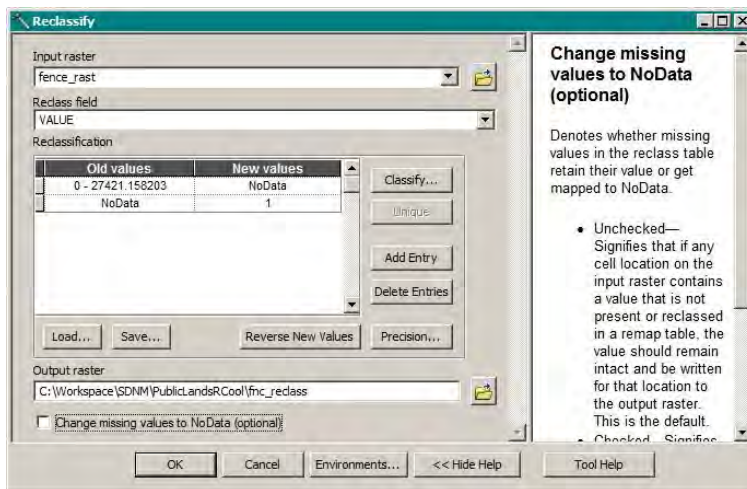 Reclassify
Input raster
fence_rast
Reclass field
VALUE
Reclassification
Old values New values
0 - 27421.158203 NoData
NoData 1
Classify...
Unique
Add Entry
Delete Entries
Load... Save... Reverse New Values Precision...
Output raster
C:\Workspace\SDNM\PublicLandsRCool\fnc_reclass
Change missing values to NoData (optional)
OK Cancel Environments... << Hide Help Tool Help
Change missing
values to NoData
(optional)
Denotes whether missing
values in the reclass table
retain their value or get
mapped to NoData.
• Unchecked—
Signifies that if any
cell location on the
input raster contains
a value that is not
present or reclassed
in a remap table, the
value should remain
intact and be written
for that location to
the output raster.
This is the default.
• Checked—Signifies